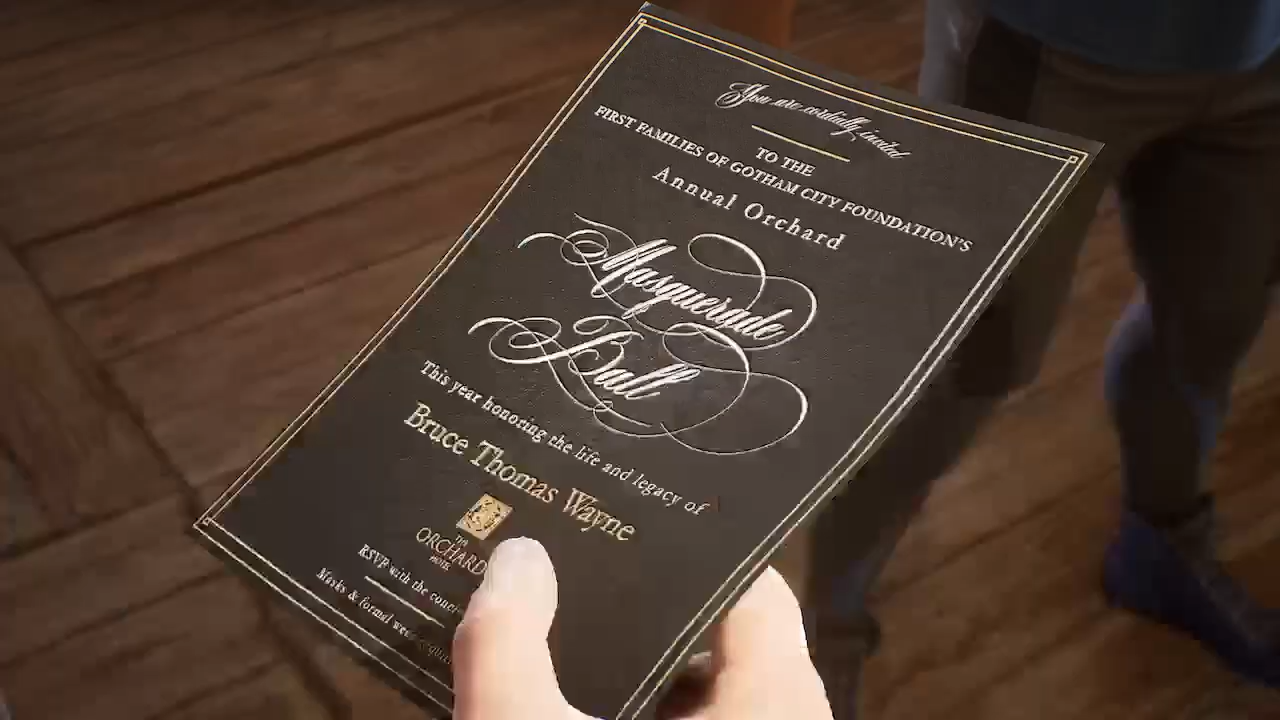 You are cordially invited
TO THE
FIRST FAMILIES OF GOTHAM CITY FOUNDATION'S
Annual Orchard
Masquerade
Ball
This year honoring the life and legacy of
Bruce Thomas Wayne
THE
ORCHARD
HOTEL
RSVP with the
Masks & formal